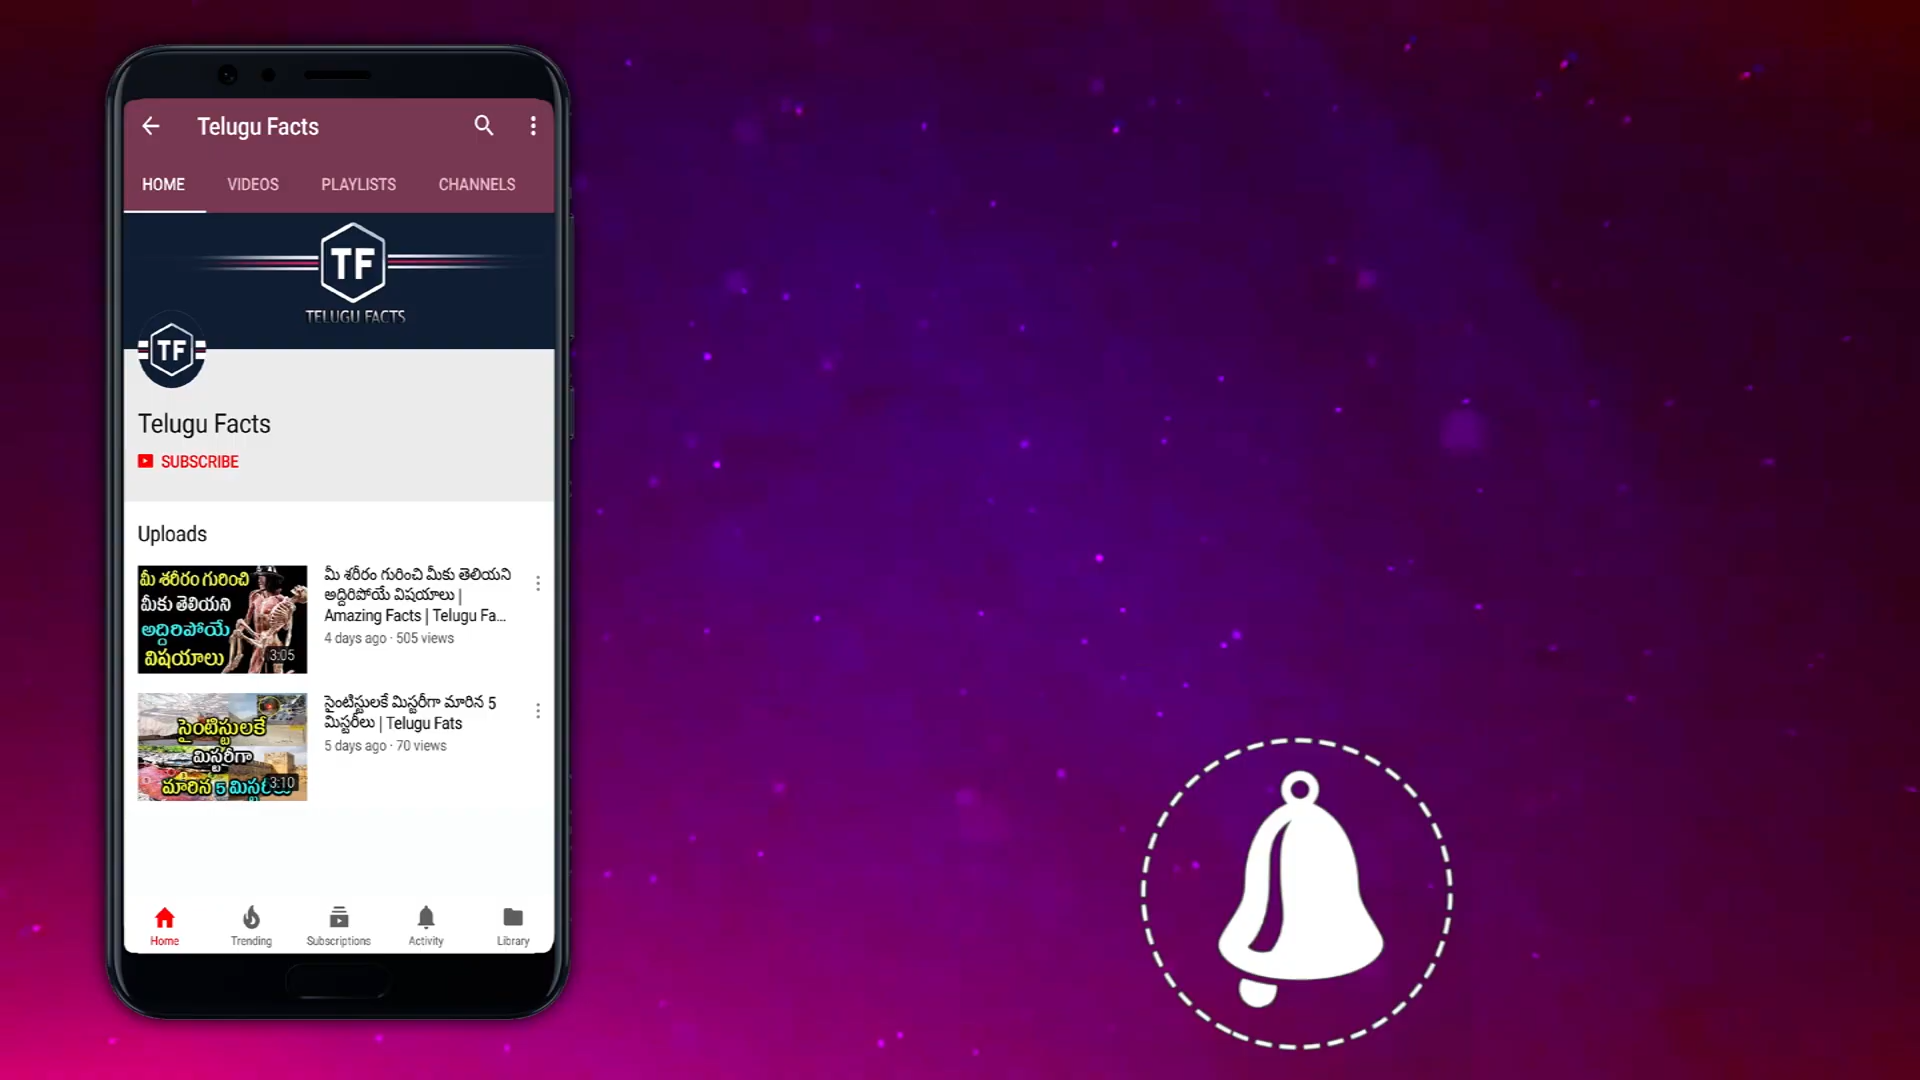 Telugu Facts
HOME VIDEOS PLAYLISTS CHANNELS
TF
TELUGU FACTS
TF
Telugu Facts
SUBSCRIBE
Uploads
మీ శరీరం గురించి
మీకు తెలియని
అద్దిరిపోయే
విషయాలు
3:05
మీ శరీరం గురించి మీకు తెలియని
అద్దిరిపోయే విషయాలు |
Amazing Facts | Telugu Fa...
4 days ago · 505 views
సైంటిస్టులకే
మిస్టరీగా
మారిన 5 మిస్టరీలు
3:10
సైంటిస్టులకే మిస్టరీగా మారిన 5
మిస్టరీలు | Telugu Fats
5 days ago · 70 views
Home Trending Subscriptions Activity Library